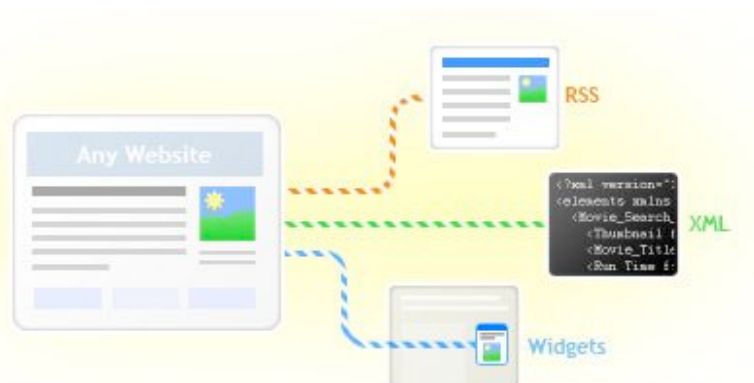 Any Website
RSS
<?xml version="
<elements xmlns
<Movie_Search_
<Thumbnail f
<Movie_Title
<Run Time f
XML
Widgets